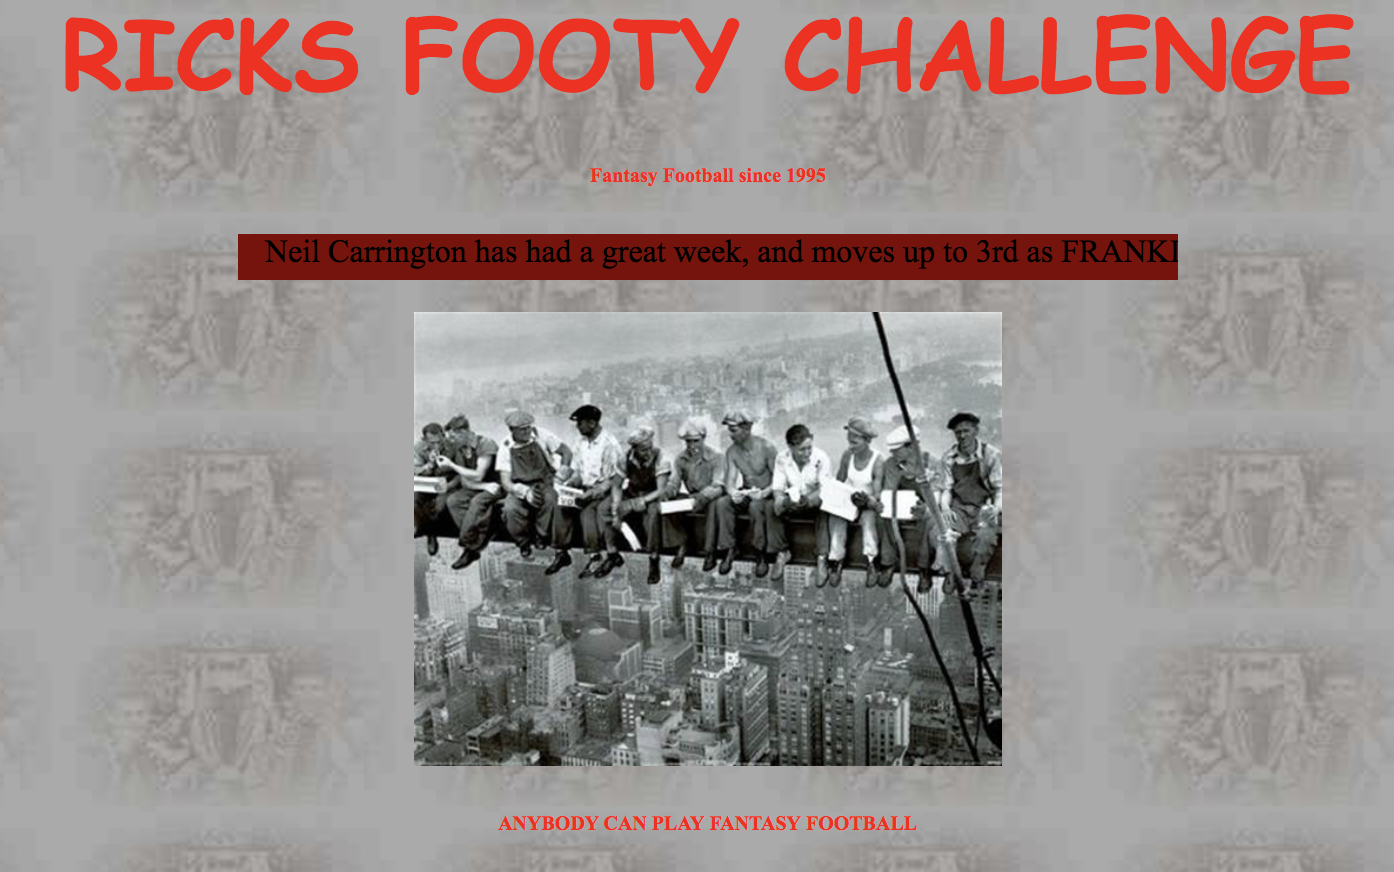 RICKS FOOTY CHALLENGE
Fantasy Football since 1995
Neil Carrington has had a great week, and moves up to 3rd as FRANKI
ANYBODY CAN PLAY FANTASY FOOTBALL